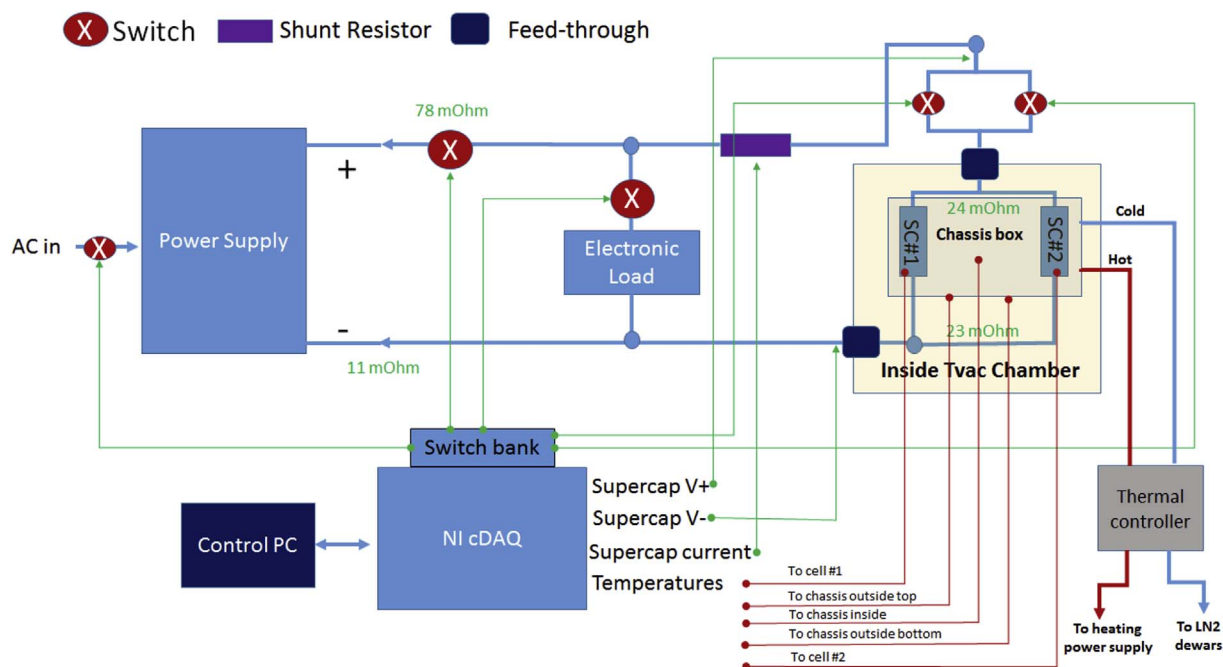 X Switch
Shunt Resistor
Feed-through
78 mOhm
X
X
X
X
+
AC in
X
Power Supply
Electronic
Load
-
11 mOhm
24 mOhm
Chassis box
SC#1
SC#2
23 mOhm
Inside Tvac Chamber
Cold
Hot
Switch bank
NI cDAQ
Control PC
Supercap V+
Supercap V-
Supercap current
Temperatures
To cell #1
To chassis outside top
To chassis inside
To chassis outside bottom
To cell #2
Thermal
controller
To heating
power supply
To LN2
dewars